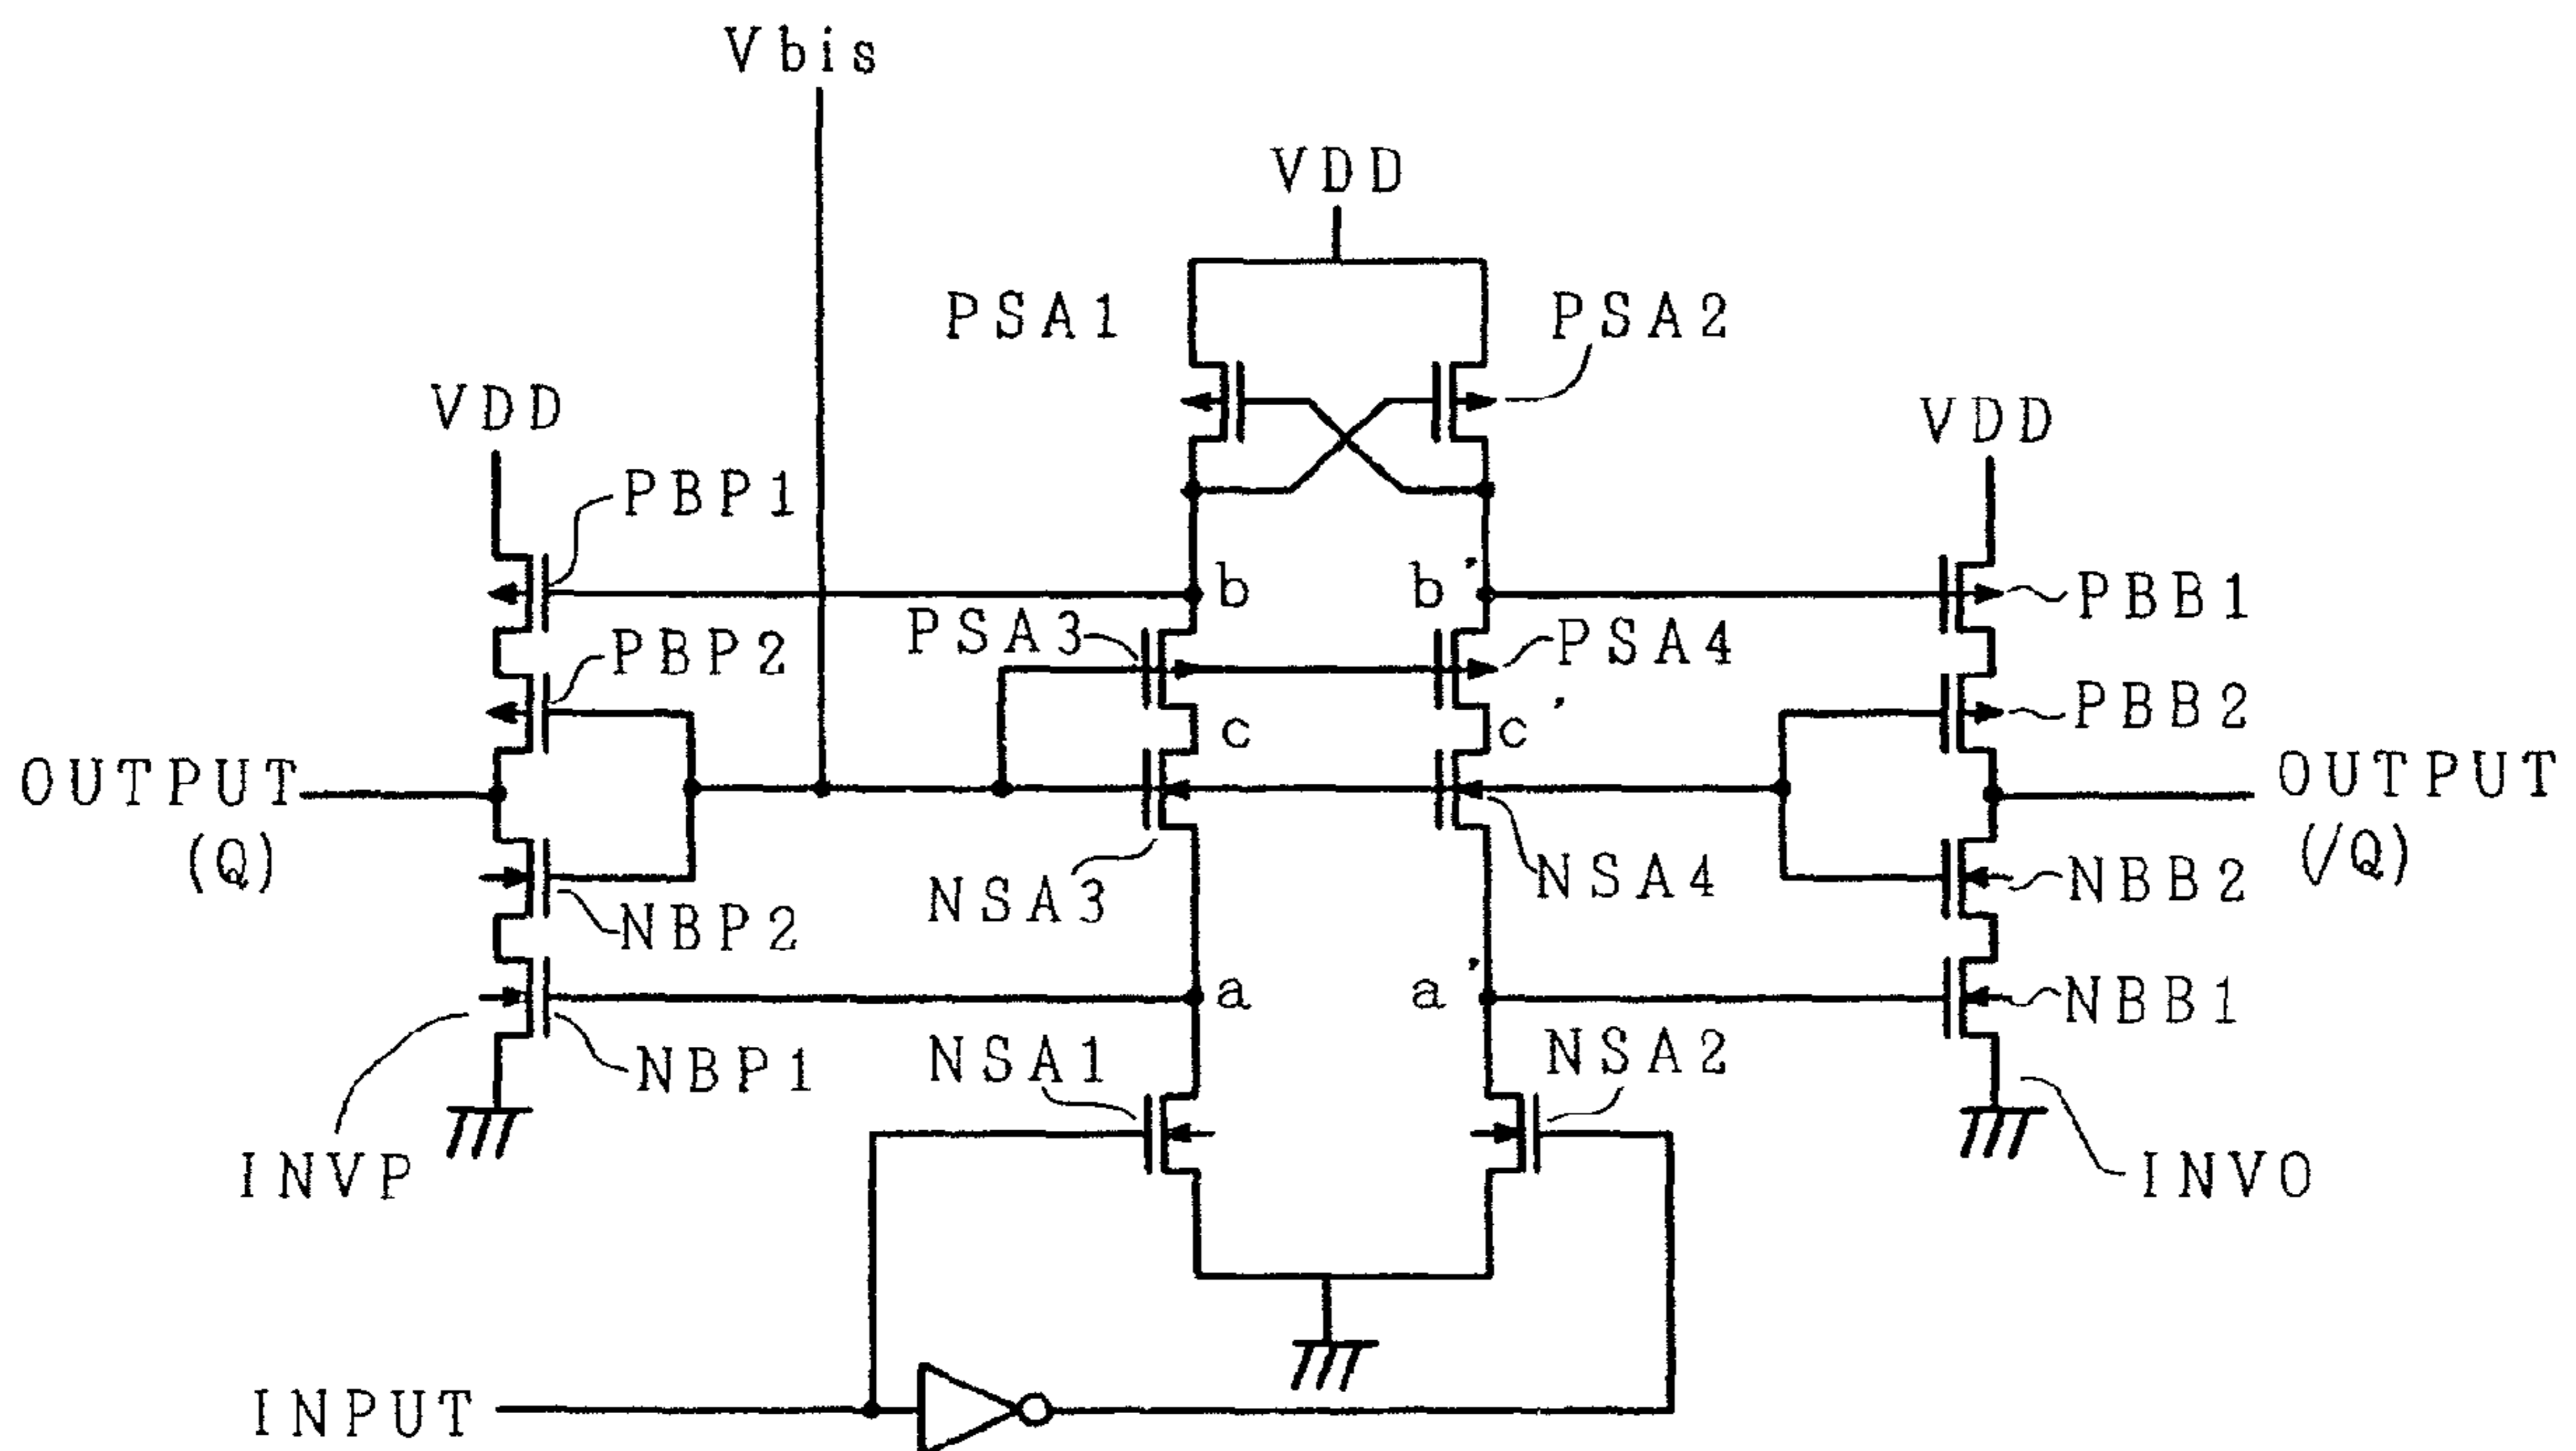 Vbis
VDD
PSA1
PSA2
VDD
VDD
PBP1
b
b'
PBB1
PSA3
PSA4
PBP2
PBB2
c
c'
OUTPUT
(Q)
OUTPUT
(/Q)
NSA3
NSA4
NBB2
NBP2
a
a'
NBB1
NSA1
NSA2
NBP1
INVP
INVO
INPUT